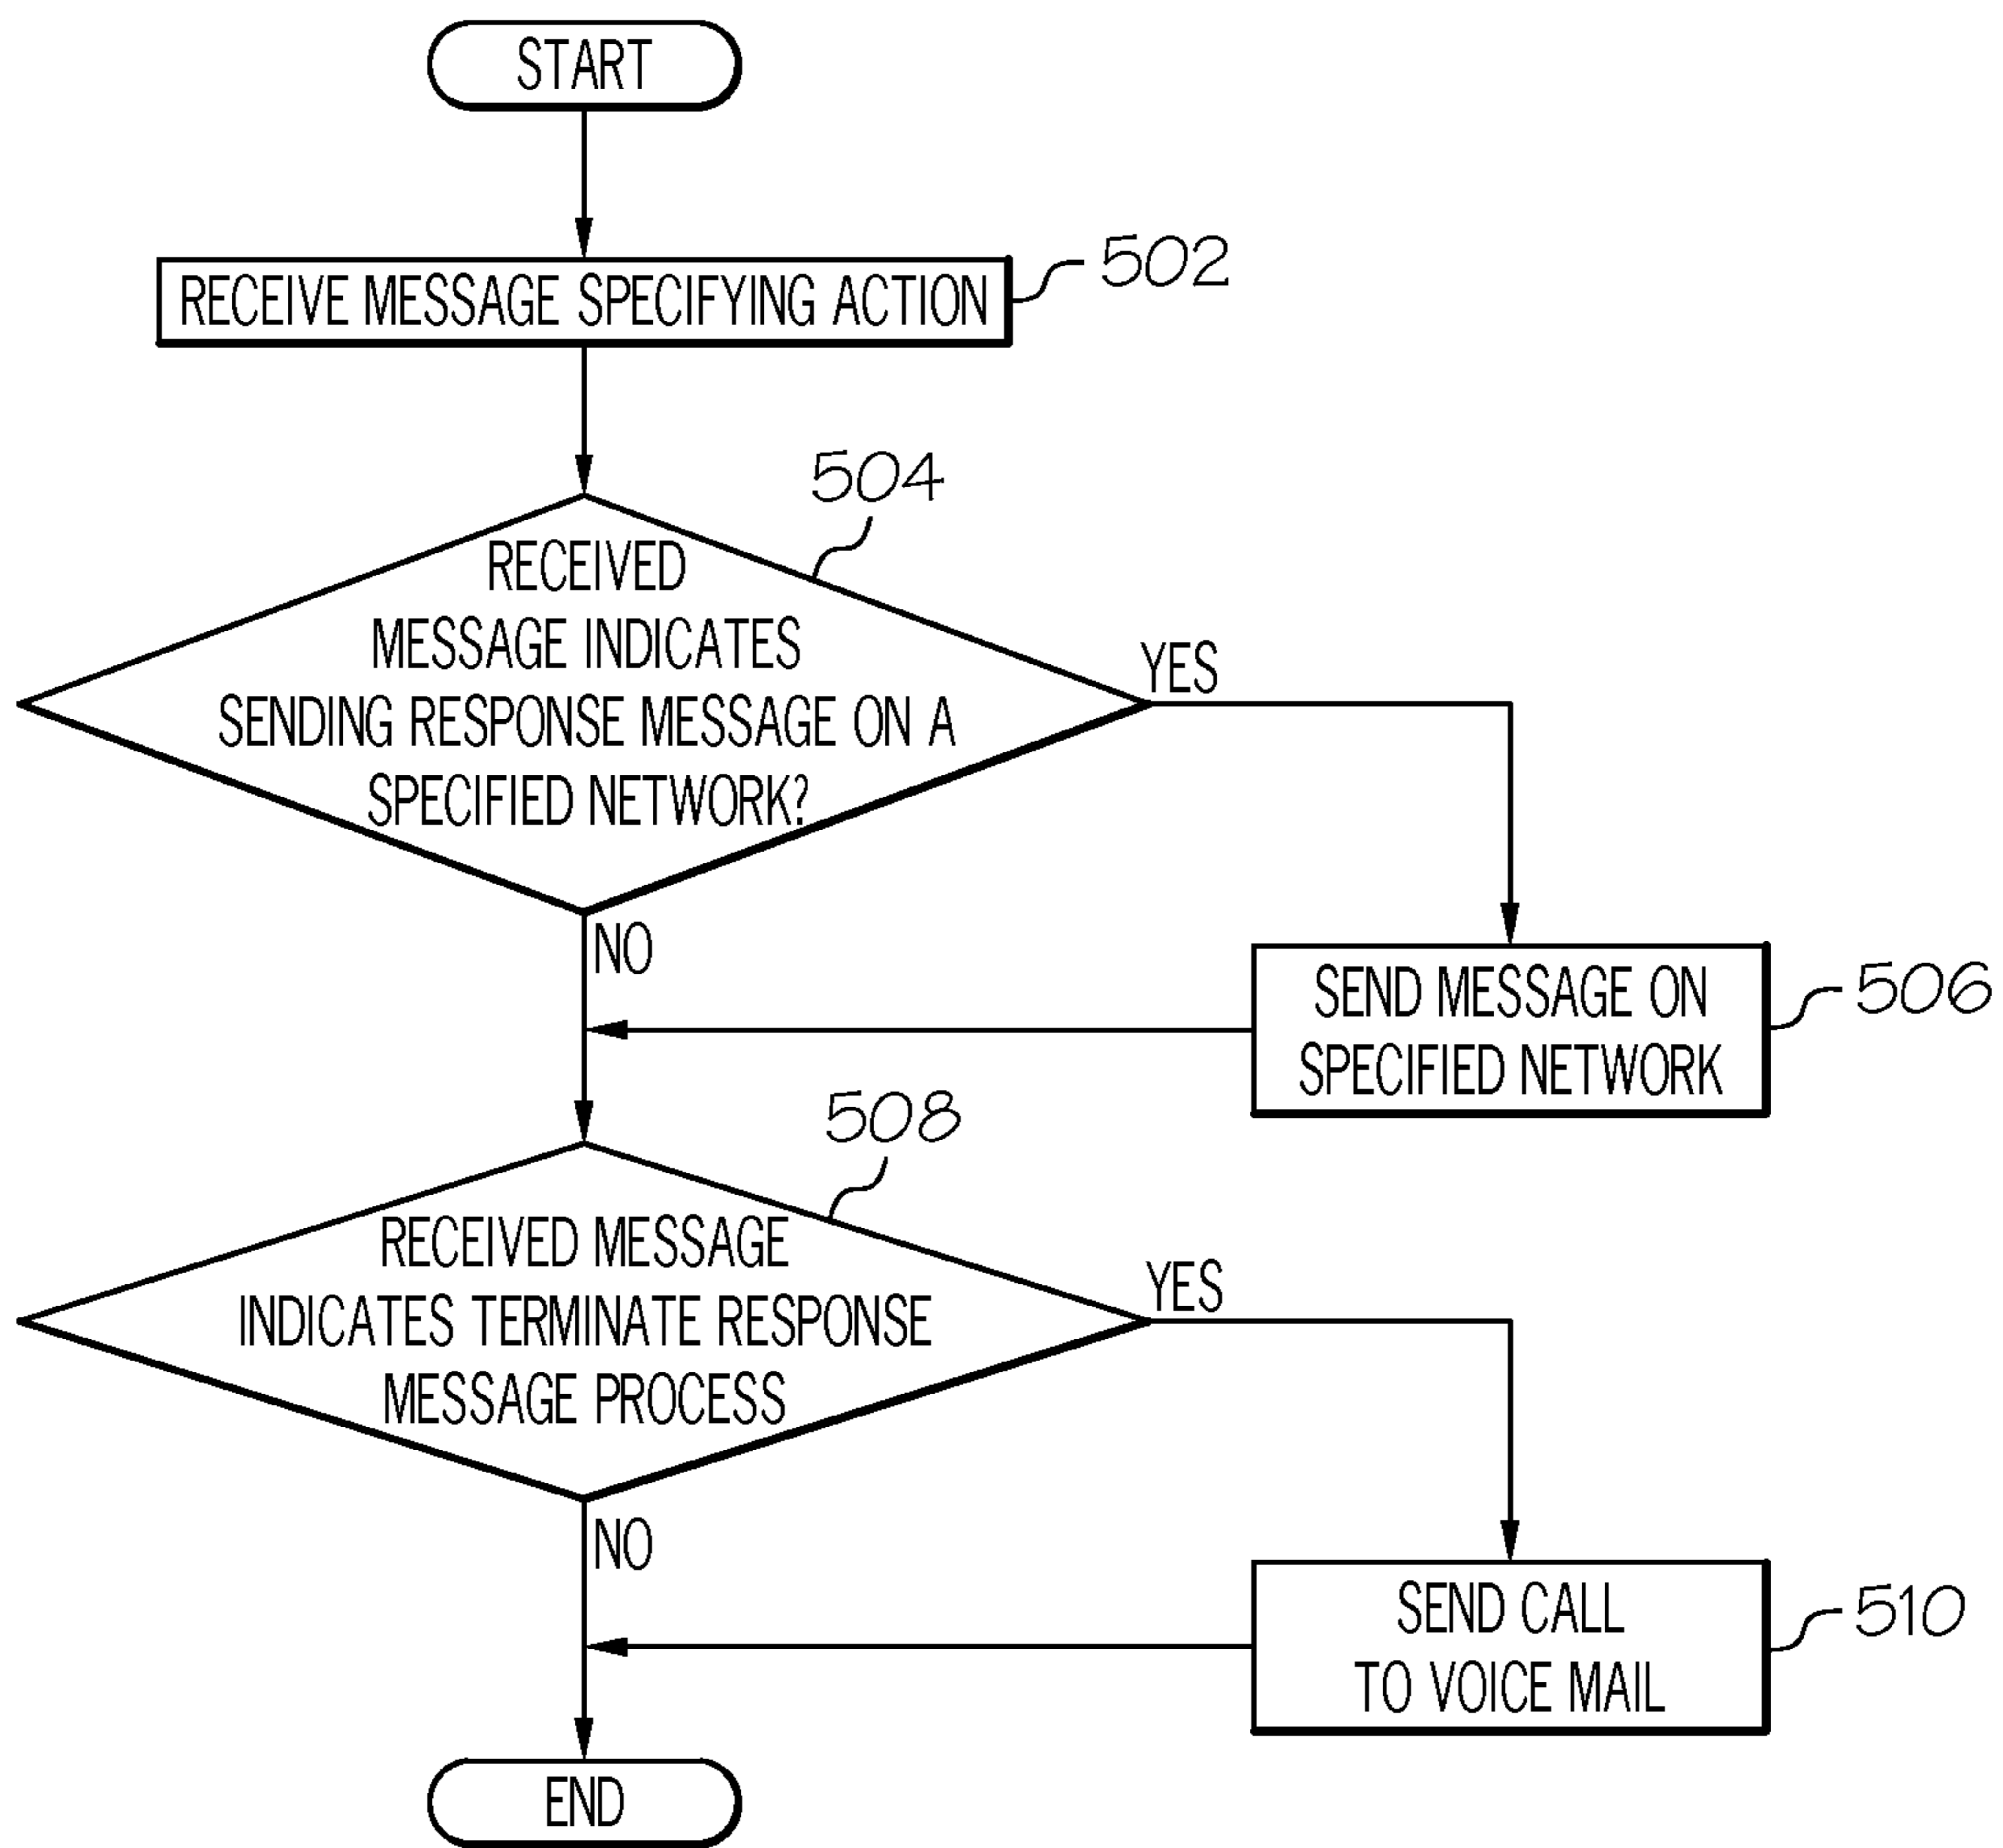 START
RECEIVE MESSAGE SPECIFYING ACTION
502
504
RECEIVED
MESSAGE INDICATES
SENDING RESPONSE MESSAGE ON A
SPECIFIED NETWORK?
YES
NO
SEND MESSAGE ON
SPECIFIED NETWORK
506
508
RECEIVED MESSAGE
INDICATES TERMINATE RESPONSE
MESSAGE PROCESS
YES
NO
SEND CALL
TO VOICE MAIL
510
END